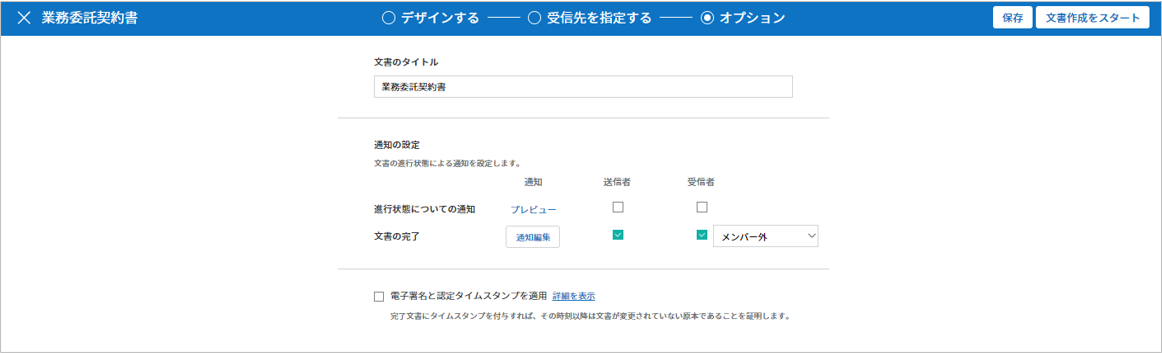 業務委託契約書
デザインする 受信先を指定する オプション
保存 文書作成をスタート
文書のタイトル
業務委託契約書
通知の設定
文書の進行状態による通知を設定します。
通知 送信者 受信者
進行状態についての通知 プレビュー
文書の完了 通知編集 メンバー外
電子署名と認定タイムスタンプを適用 詳細を表示
完了文書にタイムスタンプを付与すれば、その時刻以降は文書が変更されていない原本であることを証明します。